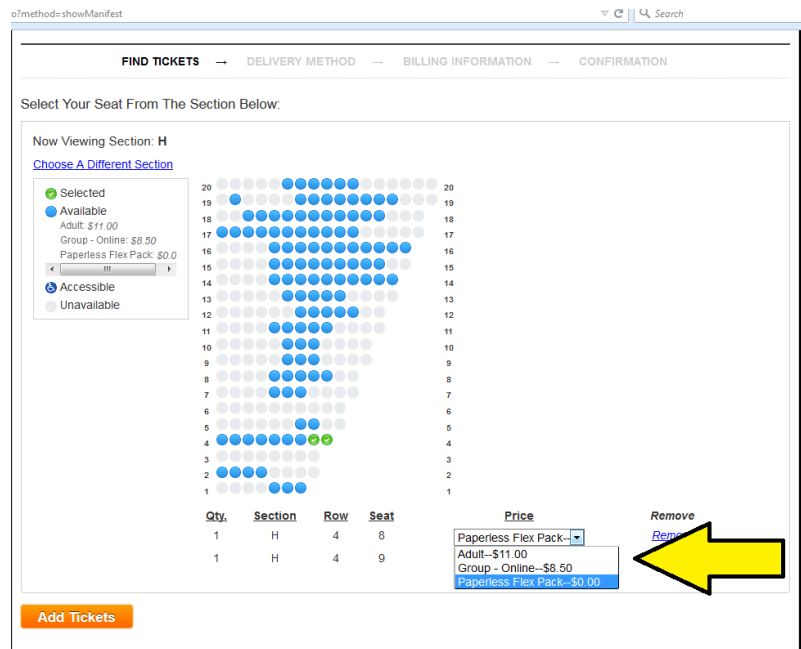 o?method=showManifest
Search
FIND TICKETS → DELIVERY METHOD → BILLING INFORMATION → CONFIRMATION
Select Your Seat From The Section Below:
Now Viewing Section: H
Choose A Different Section
Selected
Available
Adult: $11.00
Group - Online: $8.50
Paperless Flex Pack: $0.0
Accessible
Unavailable
20 20
19 19
18 18
17 17
16 16
15 15
14 14
13 13
12 12
11 11
10 10
9 9
8 8
7 7
6 6
5 5
4 4
3 3
2 2
1 1
Qty. Section Row Seat Price Remove
1 H 4 8 Paperless Flex Pack--
1 H 4 9
Adult--$11.00
Group - Online--$8.50
Paperless Flex Pack--$0.00
Add Tickets